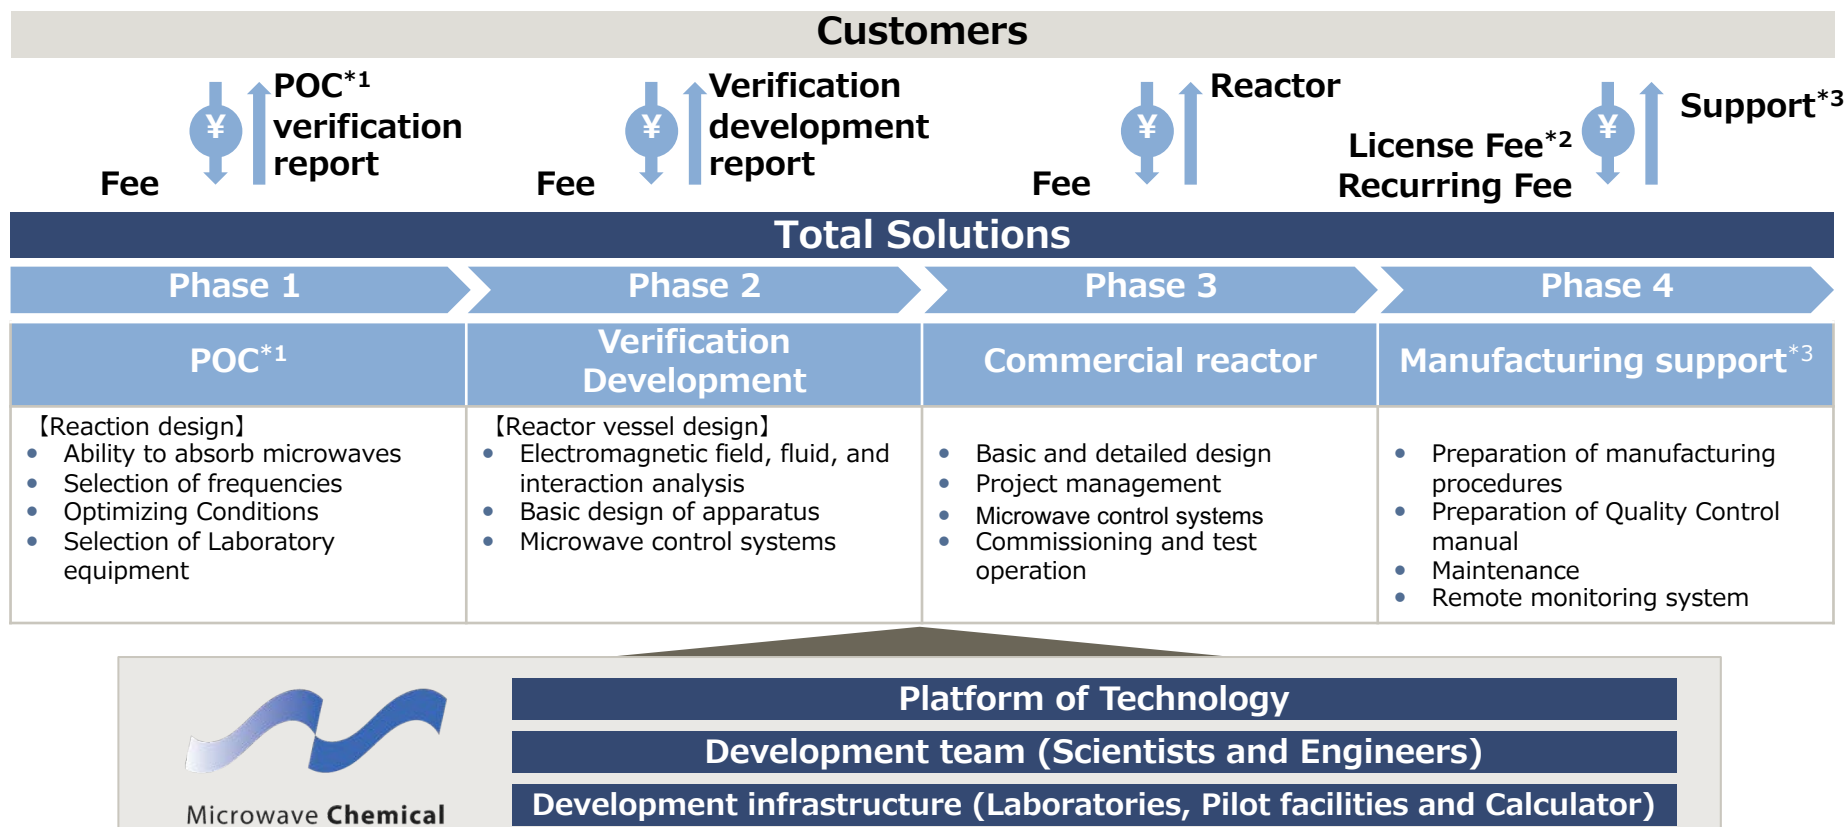 Customers
POC*1
verification
report
¥
Fee
Verification
development
report
¥
Fee
Reactor
¥
Fee
Support*3
¥
License Fee*2
Recurring Fee
Total Solutions
Phase 1
Phase 2
Phase 3
Phase 4
POC*1
Verification
Development
Commercial reactor
Manufacturing support*3
【Reaction design】
• Ability to absorb microwaves
• Selection of frequencies
• Optimizing Conditions
• Selection of Laboratory
equipment
【Reactor vessel design】
• Electromagnetic field, fluid, and
interaction analysis
• Basic design of apparatus
• Microwave control systems
• Basic and detailed design
• Project management
• Microwave control systems
• Commissioning and test
operation
• Preparation of manufacturing
procedures
• Preparation of Quality Control
manual
• Maintenance
• Remote monitoring system
Microwave Chemical
Platform of Technology
Development team (Scientists and Engineers)
Development infrastructure (Laboratories, Pilot facilities and Calculator)